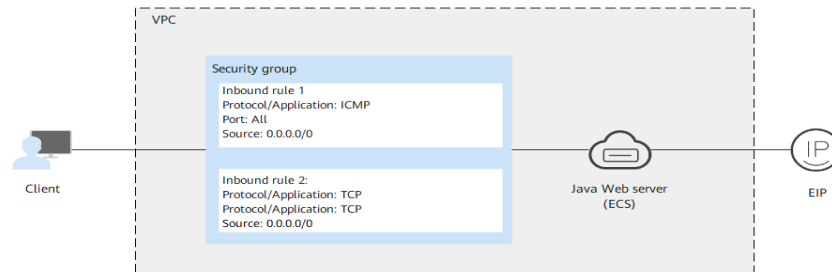 VPC
Security group
Inbound rule 1
Protocol/Application: ICMP
Port: All
Source: 0.0.0.0/0
Inbound rule 2:
Protocol/Application: TCP
Protocol/Application: TCP
Source: 0.0.0.0/0
Client
Java Web server
(ECS)
IP
EIP